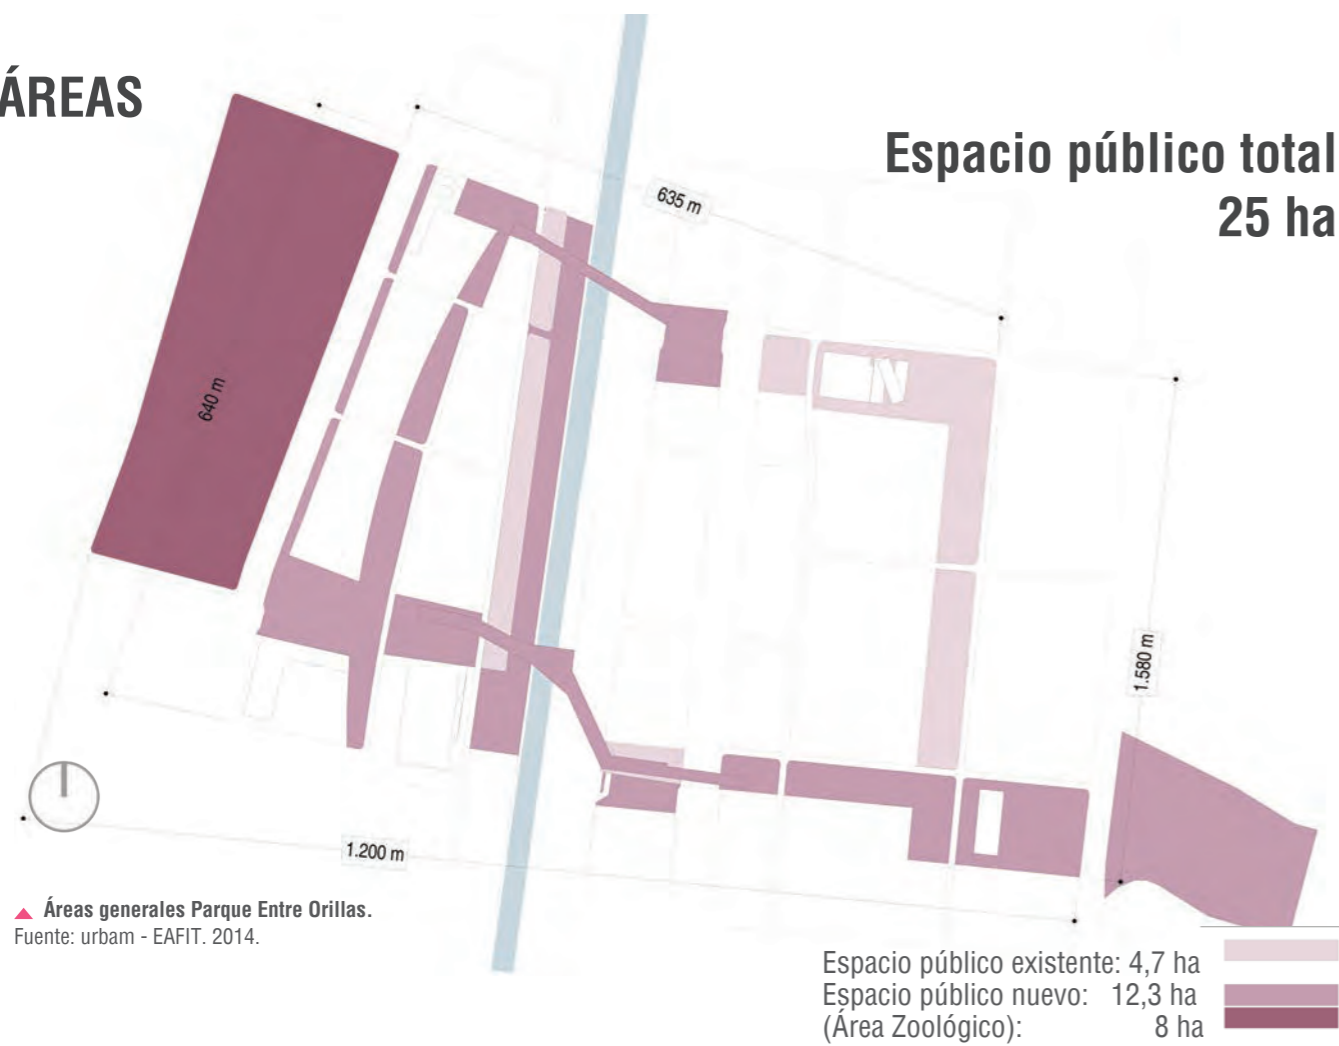 ÁREAS
Espacio público total
25 ha
635 m
640 m
1.580 m
1.200 m
Áreas generales Parque Entre Orillas.
Fuente: urbam - EAFIT. 2014.
Espacio público existente: 4,7 ha
Espacio público nuevo: 12,3 ha
(Área Zoológico): 8 ha